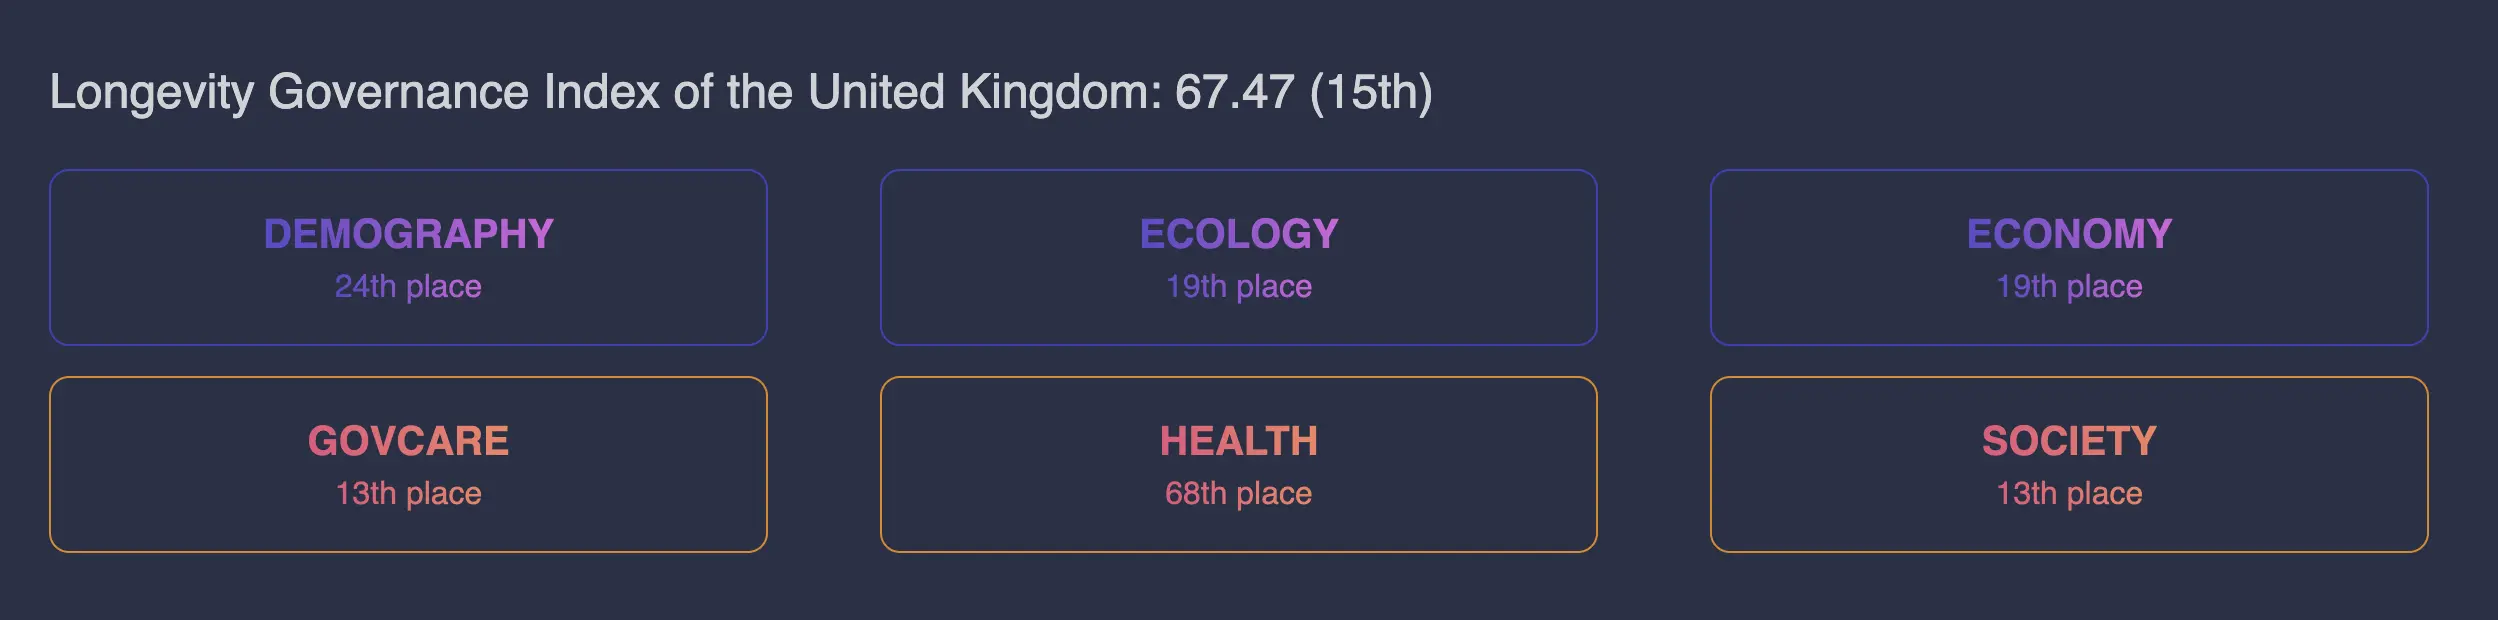 Longevity Governance Index of the United Kingdom: 67.47 (15th)
DEMOGRAPHY
24th place
ECOLOGY
19th place
ECONOMY
19th place
GOVCARE
13th place
HEALTH
68th place
SOCIETY
13th place